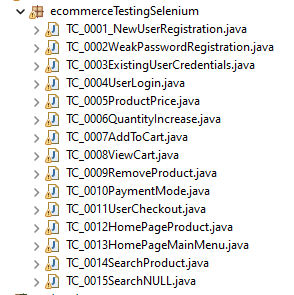 ecommerceTestingSelenium
TC_0001_NewUserRegistration.java
TC_0002WeakPasswordRegistration.java
TC_0003ExistingUserCredentials.java
TC_0004UserLogin.java
TC_0005ProductPrice.java
TC_0006QuantityIncrease.java
TC_0007AddToCart.java
TC_0008ViewCart.java
TC_0009RemoveProduct.java
TC_0010PaymentMode.java
TC_0011UserCheckout.java
TC_0012HomePageProduct.java
TC_0013HomePageMainMenu.java
TC_0014SearchProduct.java
TC_0015SearchNULL.java